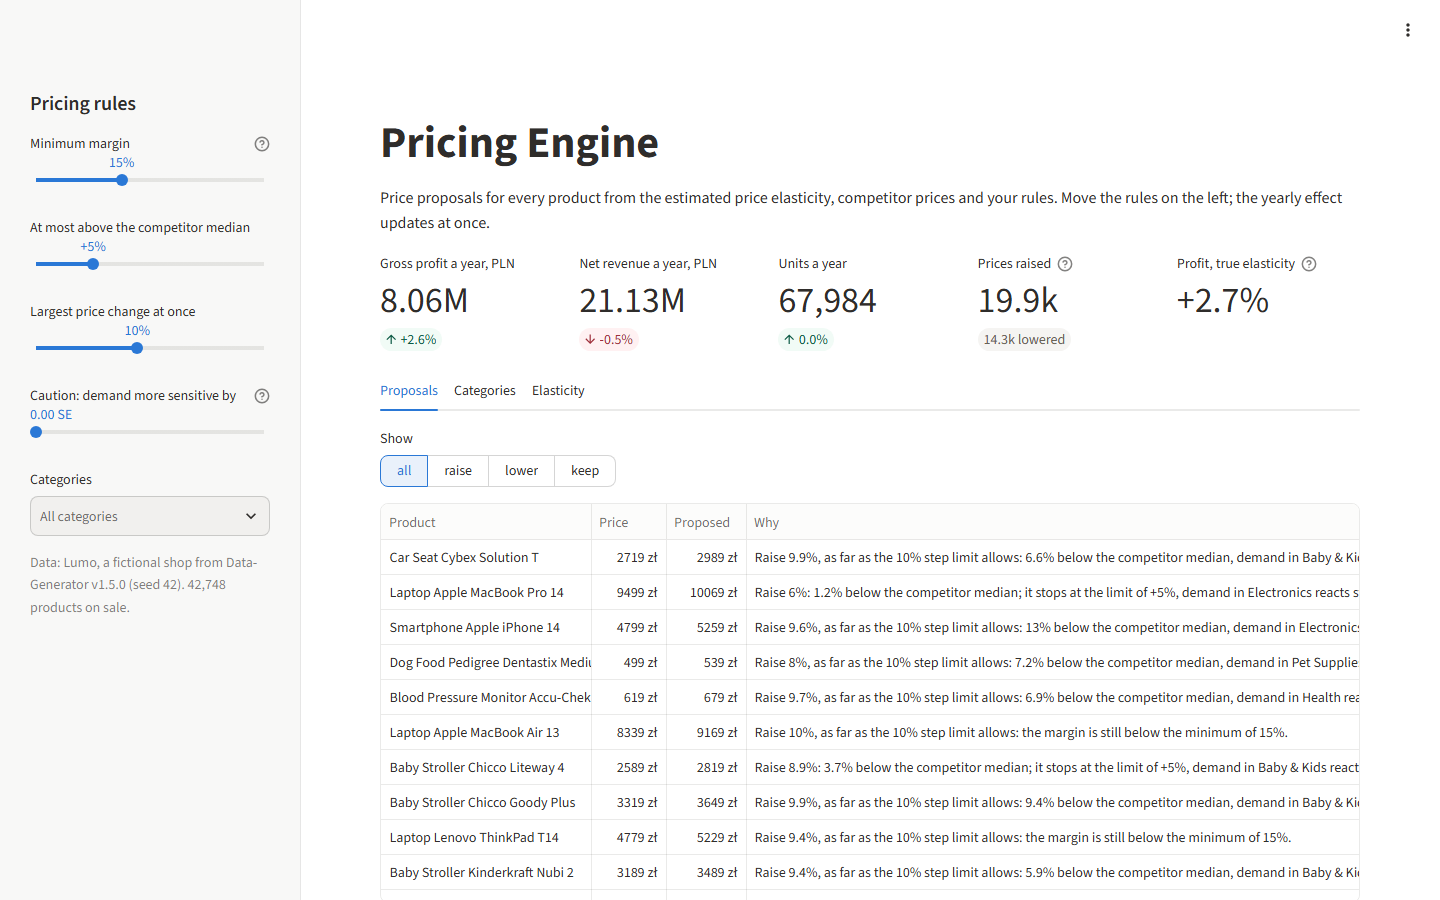 Pricing rules
Minimum margin
15%
At most above the competitor median
+5%
Largest price change at once
10%
Caution: demand more sensitive by
0.00 SE
Categories
All categories
Data: Lumo, a fictional shop from Data-
Generator v1.5.0 (seed 42). 42,748
products on sale.
Pricing Engine
Price proposals for every product from the estimated price elasticity, competitor prices and your rules. Move the rules on the left; the yearly effect
updates at once.
Gross profit a year, PLN
8.06M
↑ +2.6%
Net revenue a year, PLN
21.13M
↓ -0.5%
Units a year
67,984
↑ 0.0%
Prices raised
19.9k
14.3k lowered
Profit, true elasticity
+2.7%
Proposals Categories Elasticity
Show
all raise lower keep
Product Price Proposed Why
Car Seat Cybex Solution T 2719 zł 2989 zł Raise 9.9%, as far as the 10% step limit allows: 6.6% below the competitor median, demand in Baby & Ki
Laptop Apple MacBook Pro 14 9499 zł 10069 zł Raise 6%: 1.2% below the competitor median; it stops at the limit of +5%, demand in Electronics reacts s
Smartphone Apple iPhone 14 4799 zł 5259 zł Raise 9.6%, as far as the 10% step limit allows: 13% below the competitor median, demand in Electronics
Dog Food Pedigree Dentastix Mediu 499 zł 539 zł Raise 8%, as far as the 10% step limit allows: 7.2% below the competitor median, demand in Pet Supplie
Blood Pressure Monitor Accu-Chek 619 zł 679 zł Raise 9.7%, as far as the 10% step limit allows: 6.9% below the competitor median, demand in Health rea
Laptop Apple MacBook Air 13 8339 zł 9169 zł Raise 10%, as far as the 10% step limit allows: the margin is still below the minimum of 15%.
Baby Stroller Chicco Liteway 4 2589 zł 2819 zł Raise 8.9%: 3.7% below the competitor median; it stops at the limit of +5%, demand in Baby & Kids react
Baby Stroller Chicco Goody Plus 3319 zł 3649 zł Raise 9.9%, as far as the 10% step limit allows: 9.4% below the competitor median, demand in Baby & Ki
Laptop Lenovo ThinkPad T14 4779 zł 5229 zł Raise 9.4%, as far as the 10% step limit allows: the margin is still below the minimum of 15%.
Baby Stroller Kinderkraft Nubi 2 3189 zł 3489 zł Raise 9.4%, as far as the 10% step limit allows: 5.9% below the competitor median, demand in Baby & Ki